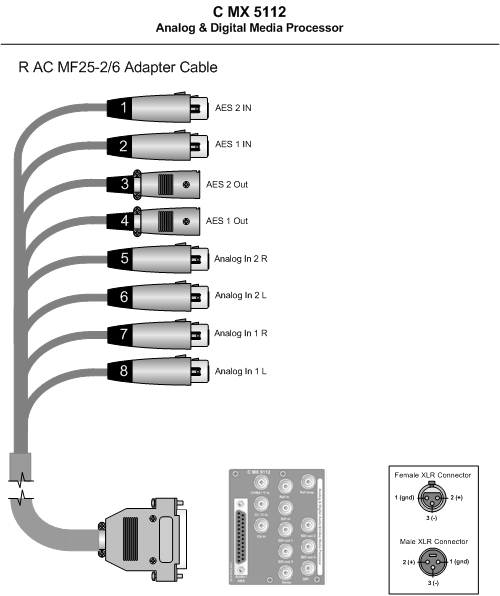 C MX 5112
Analog & Digital Media Processor
R AC MF25-2/6 Adapter Cable
1 AES 2 IN
2 AES 1 IN
3 AES 2 Out
4 AES 1 Out
5 Analog In 2 R
6 Analog In 2 L
7 Analog In 1 R
8 Analog In 1 L
C MX 5112
Female XLR Connector
1 (gnd) 2 (+)
3 (-)
Male XLR Connector
2 (+) 1 (gnd)
3 (-)